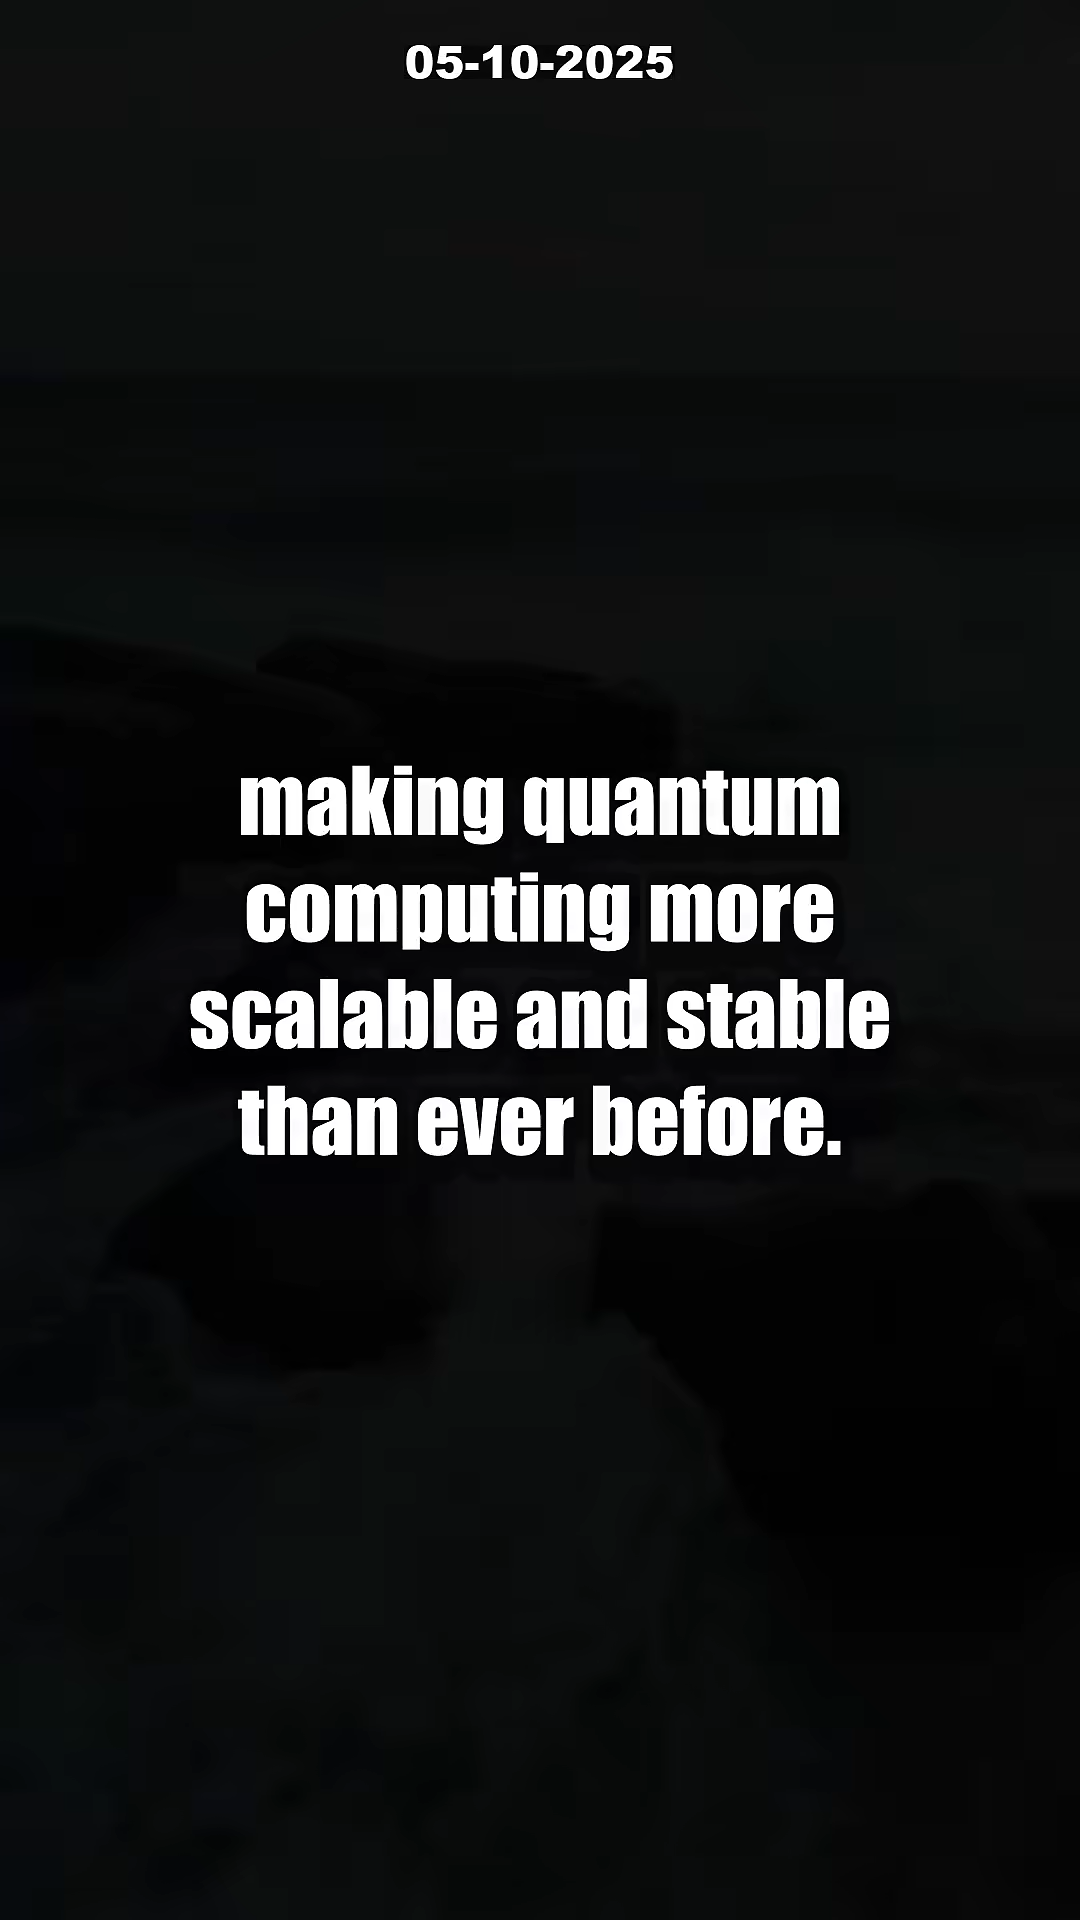 05-10-2025
making quantum
computing more
scalable and stable
than ever before.